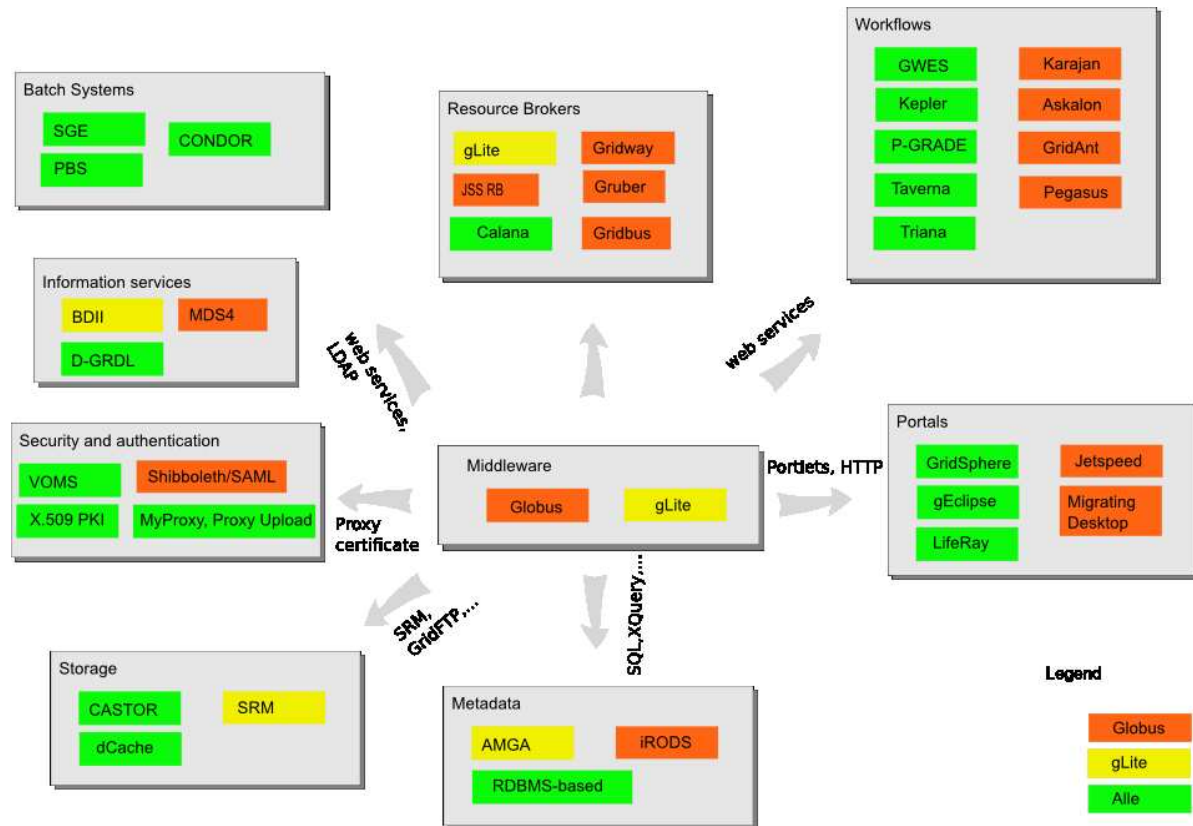 Workflows
GWES
Karajan
Kepler
Askalon
P-GRADE
GridAnt
Taverna
Pegasus
Triana
Batch Systems
SGE
CONDOR
PBS
Resource Brokers
gLite
Gridway
JSS RB
Gruber
Calana
Gridbus
Information services
BDII
MDS4
D-GRDL
web services,
LDAP
web services
Security and authentication
VOMS
Shibboleth/SAML
X.509 PKI
MyProxy, Proxy Upload
Proxy
certificate
Middleware
Globus
gLite
Portlets, HTTP
Portals
GridSphere
Jetspeed
gEclipse
Migrating
Desktop
LifeRay
SRM,
GridFTP,...
SQL,XQuery,...
Storage
CASTOR
SRM
dCache
Metadata
AMGA
iRODS
RDBMS-based
Legend
Globus
gLite
Alle